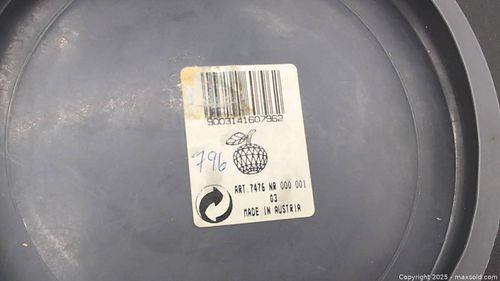 9003141607962
796
ART.7476 NR 000 001
G3
MADE IN AUSTRIA
Copyright © 2025 - maxsold.com